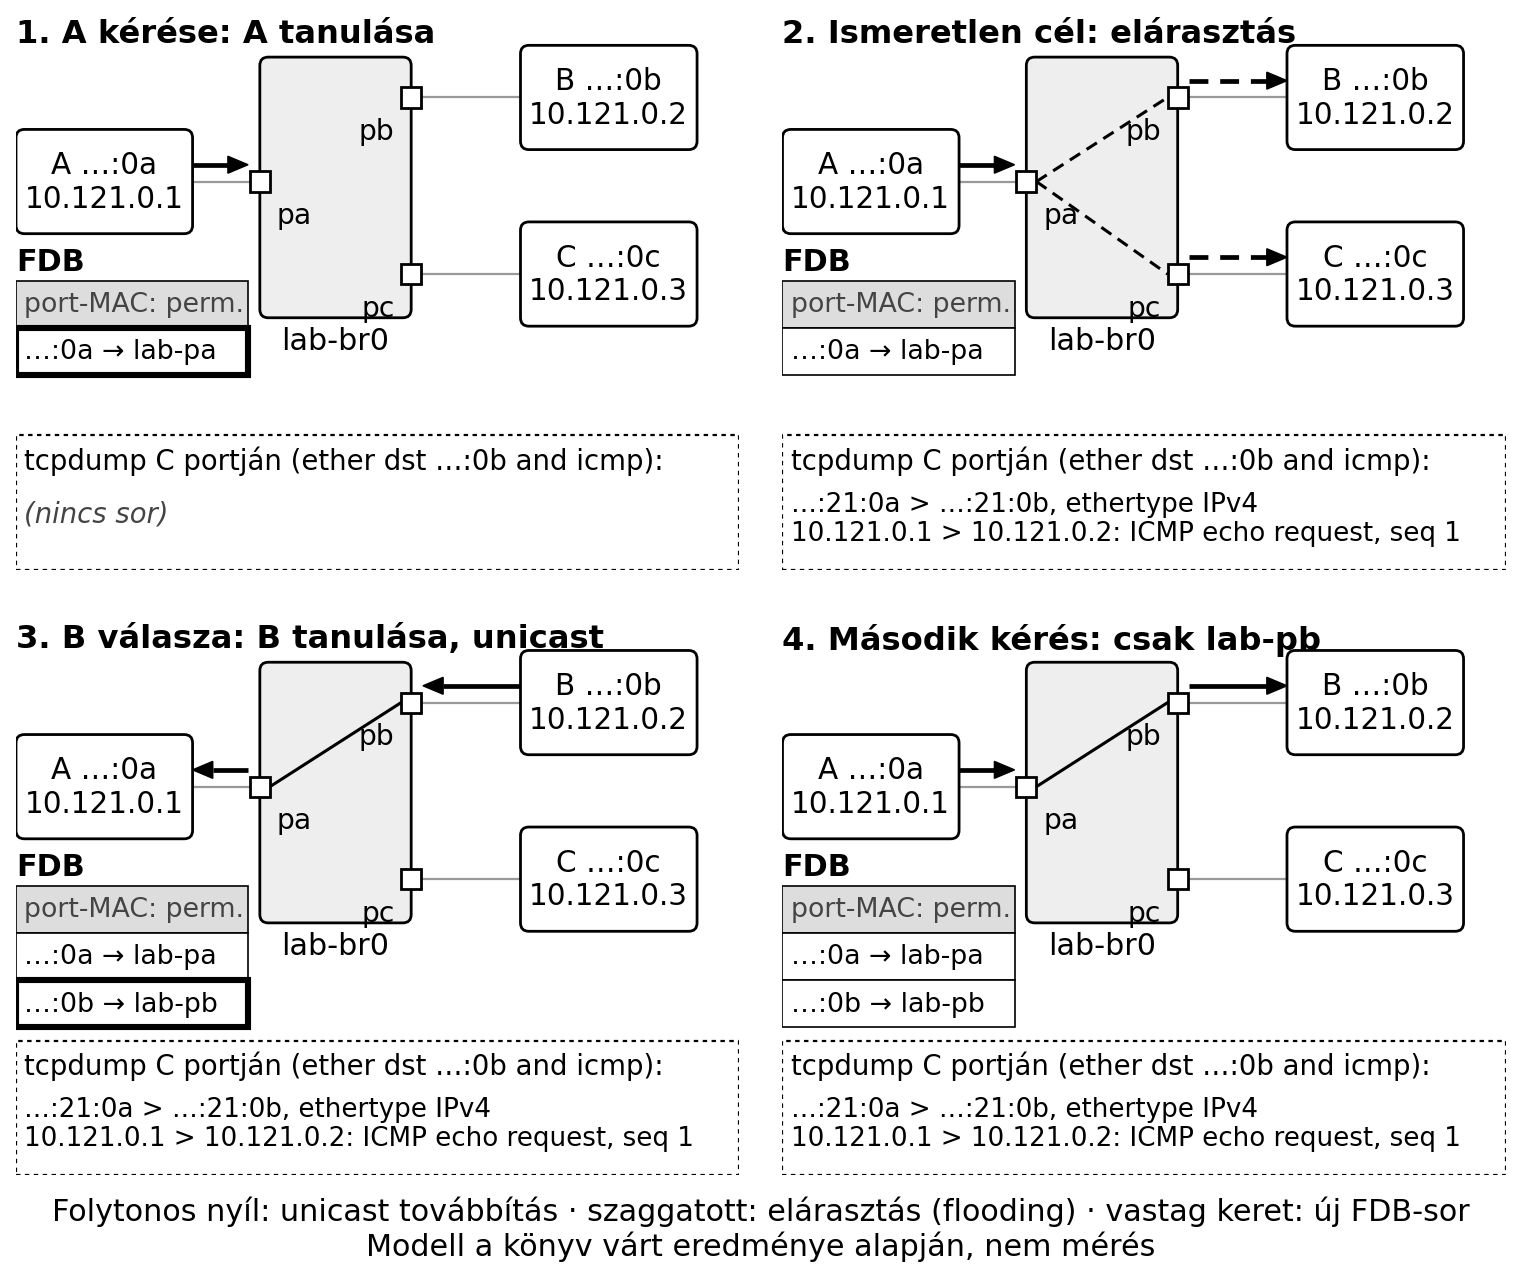 1. A kérése: A tanulása
B …:0b
10.121.0.2
pb
A …:0a
10.121.0.1
pa
C …:0c
10.121.0.3
pc
lab-br0
FDB
port-MAC: perm.
…:0a → lab-pa
tcpdump C portján (ether dst …:0b and icmp):
(nincs sor)
2. Ismeretlen cél: elárasztás
B …:0b
10.121.0.2
pb
A …:0a
10.121.0.1
pa
C …:0c
10.121.0.3
pc
lab-br0
FDB
port-MAC: perm.
…:0a → lab-pa
tcpdump C portján (ether dst …:0b and icmp):
…:21:0a > …:21:0b, ethertype IPv4
10.121.0.1 > 10.121.0.2: ICMP echo request, seq 1
3. B válasza: B tanulása, unicast
B …:0b
10.121.0.2
pb
A …:0a
10.121.0.1
pa
C …:0c
10.121.0.3
pc
lab-br0
FDB
port-MAC: perm.
…:0a → lab-pa
…:0b → lab-pb
tcpdump C portján (ether dst …:0b and icmp):
…:21:0a > …:21:0b, ethertype IPv4
10.121.0.1 > 10.121.0.2: ICMP echo request, seq 1
4. Második kérés: csak lab-pb
B …:0b
10.121.0.2
pb
A …:0a
10.121.0.1
pa
C …:0c
10.121.0.3
pc
lab-br0
FDB
port-MAC: perm.
…:0a → lab-pa
…:0b → lab-pb
tcpdump C portján (ether dst …:0b and icmp):
…:21:0a > …:21:0b, ethertype IPv4
10.121.0.1 > 10.121.0.2: ICMP echo request, seq 1
Folytonos nyíl: unicast továbbítás · szaggatott: elárasztás (flooding) · vastag keret: új FDB-sor
Modell a könyv várt eredménye alapján, nem mérés